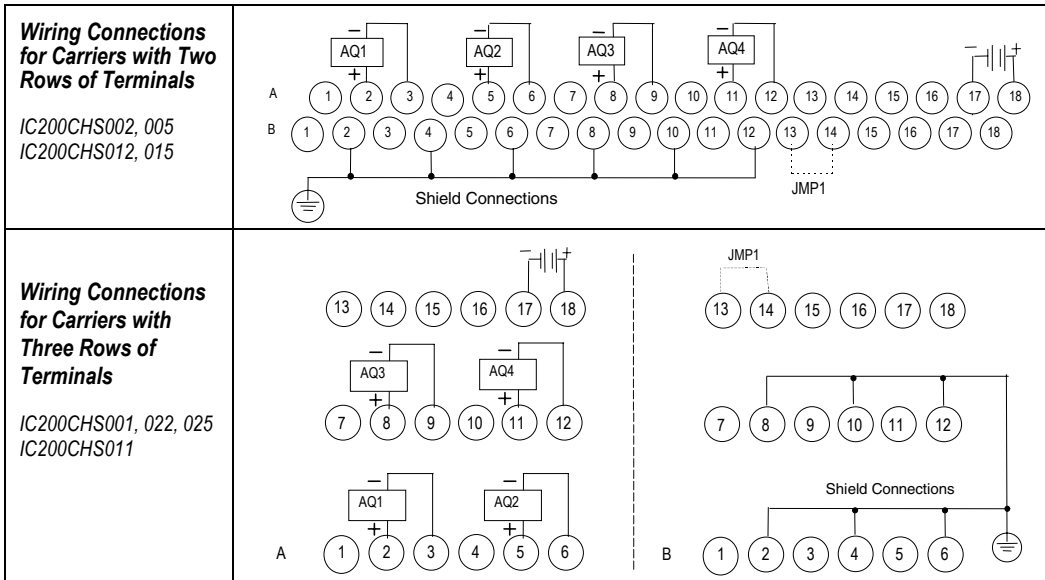 Wiring Connections
for Carriers with Two
Rows of Terminals
IC200CHS002, 005
IC200CHS012, 015
− − − −
AQ1 AQ2 AQ3 AQ4 − +
+ + + +
A 1 2 3 4 5 6 7 8 9 10 11 12 13 14 15 16 17 18
B 1 2 3 4 5 6 7 8 9 10 11 12 13 14 15 16 17 18
JMP1
Shield Connections
Wiring Connections
for Carriers with
Three Rows of
Terminals
IC200CHS001, 022, 025
IC200CHS011
− +
13 14 15 16 17 18
− −
AQ3 AQ4
+ +
7 8 9 10 11 12
− −
AQ1 AQ2
+ +
A 1 2 3 4 5 6
JMP1
13 14 15 16 17 18
7 8 9 10 11 12
Shield Connections
B 1 2 3 4 5 6